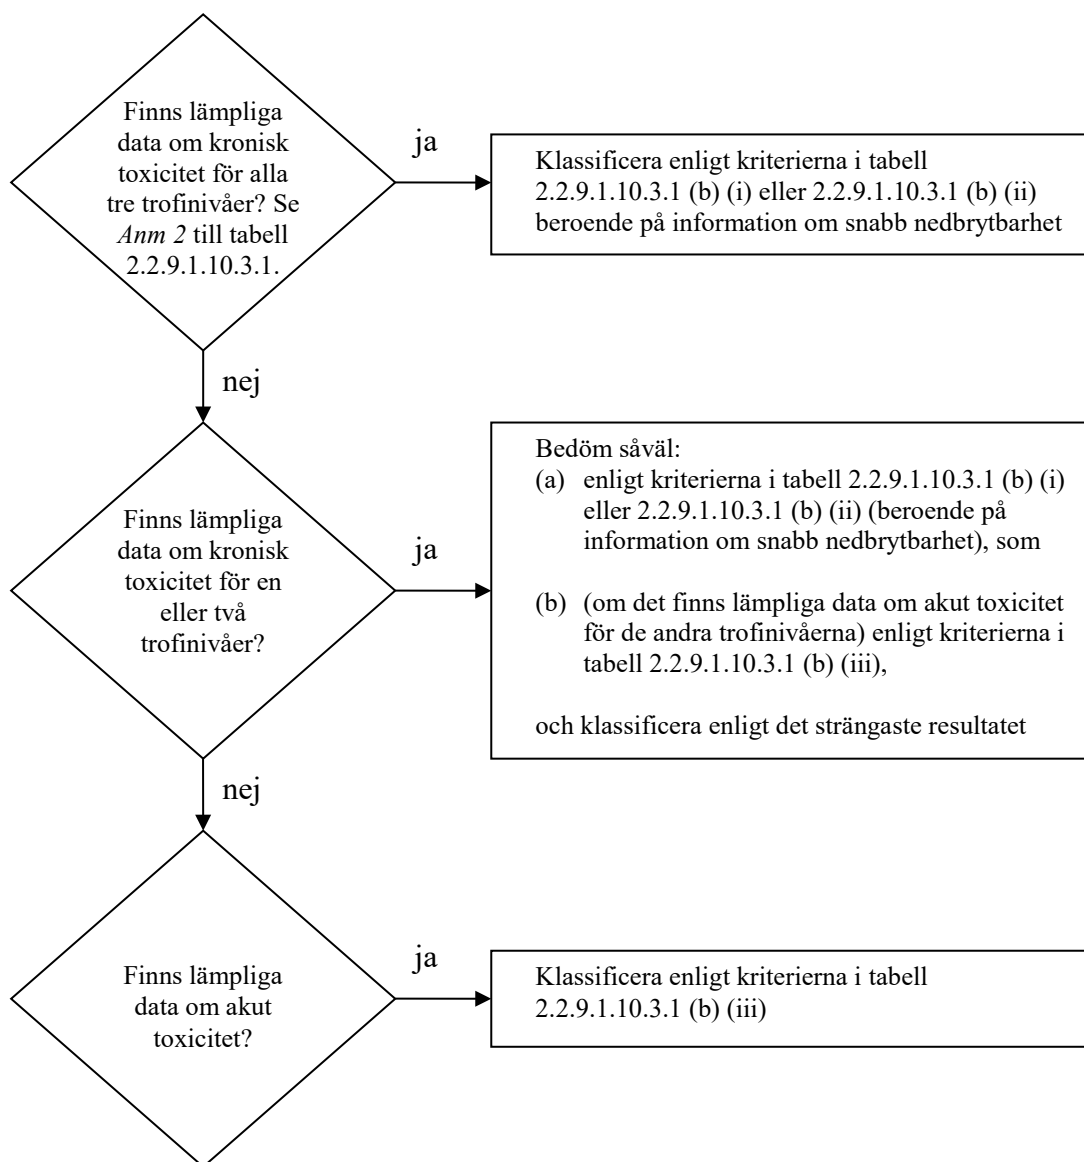 Finns lämpliga
data om kronisk
toxicitet för alla
tre trofinivåer? Se
Anm 2 till tabell
2.2.9.1.10.3.1.
ja
Klassificera enligt kriterierna i tabell
2.2.9.1.10.3.1 (b) (i) eller 2.2.9.1.10.3.1 (b) (ii)
beroende på information om snabb nedbrytbarhet
nej
Finns lämpliga
data om kronisk
toxicitet för en
eller två
trofinivåer?
ja
Bedöm såväl:
(a) enligt kriterierna i tabell 2.2.9.1.10.3.1 (b) (i)
eller 2.2.9.1.10.3.1 (b) (ii) (beroende på
information om snabb nedbrytbarhet), som
(b) (om det finns lämpliga data om akut toxicitet
för de andra trofinivåerna) enligt kriterierna i
tabell 2.2.9.1.10.3.1 (b) (iii),
och klassificera enligt det strängaste resultatet
nej
Finns lämpliga
data om akut
toxicitet?
ja
Klassificera enligt kriterierna i tabell
2.2.9.1.10.3.1 (b) (iii)